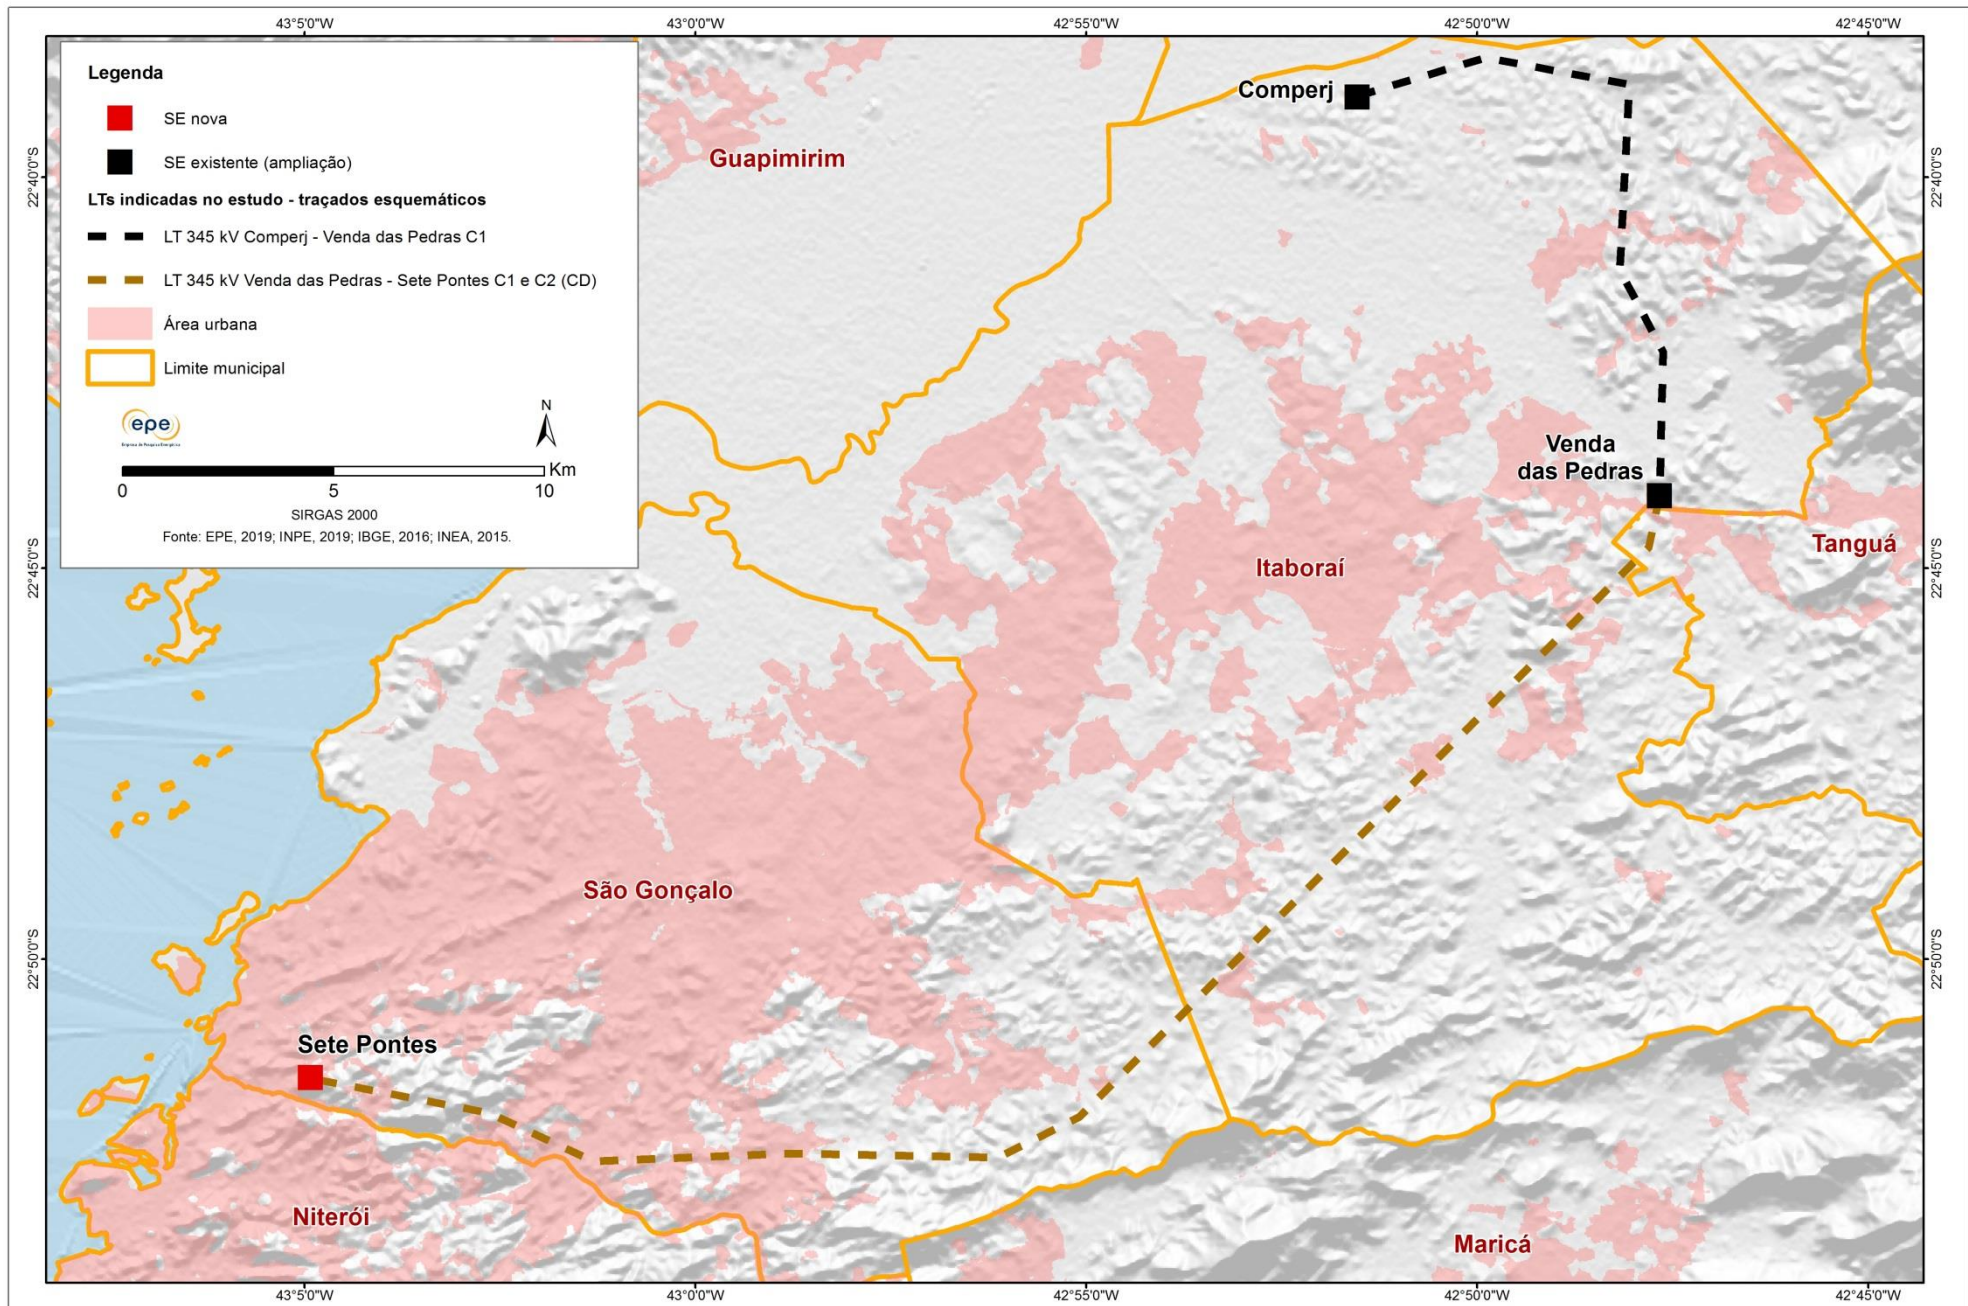 43°5'0"W
43°0'0"W
42°55'0"W
42°50'0"W
42°45'0"W
Legenda
SE nova
SE existente (ampliação)
LTs indicadas no estudo - traçados esquemáticos
LT 345 kV Comperj - Venda das Pedras C1
LT 345 kV Venda das Pedras - Sete Pontes C1 e C2 (CD)
Área urbana
Limite municipal
epe
Empresa de Pesquisa Energética
N
Km
0
5
10
SIRGAS 2000
Fonte: EPE, 2019; INPE, 2019; IBGE, 2016; INEA, 2015.
Comperj
Guapimirim
22°40'0"S
22°40'0"S
Venda
das Pedras
Tanguá
Itaboraí
22°45'0"S
22°45'0"S
São Gonçalo
22°50'0"S
22°50'0"S
Sete Pontes
Niterói
Maricá
43°5'0"W
43°0'0"W
42°55'0"W
42°50'0"W
42°45'0"W